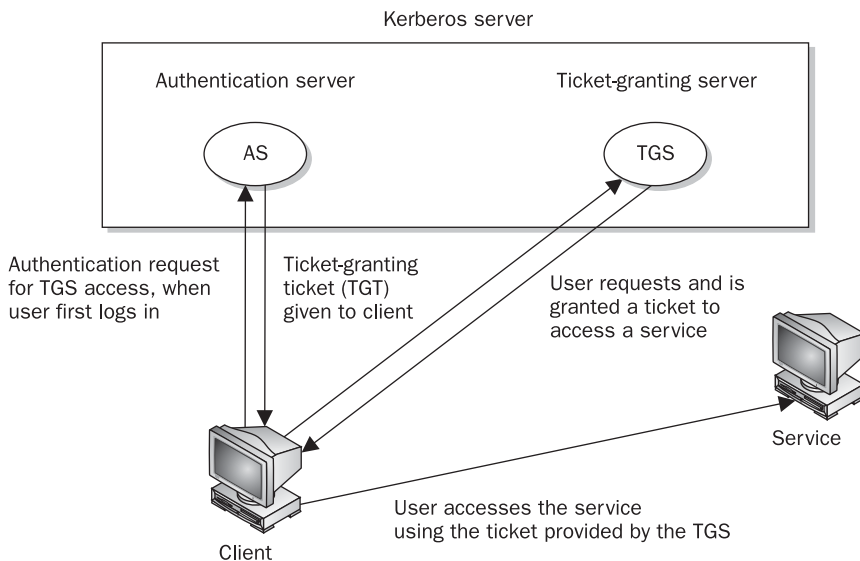 Kerberos server
Authentication server
Ticket-granting server
AS
TGS
Authentication request
for TGS access, when
user first logs in
Ticket-granting
ticket (TGT)
given to client
User requests and is
granted a ticket to
access a service
Service
User accesses the service
using the ticket provided by the TGS
Client